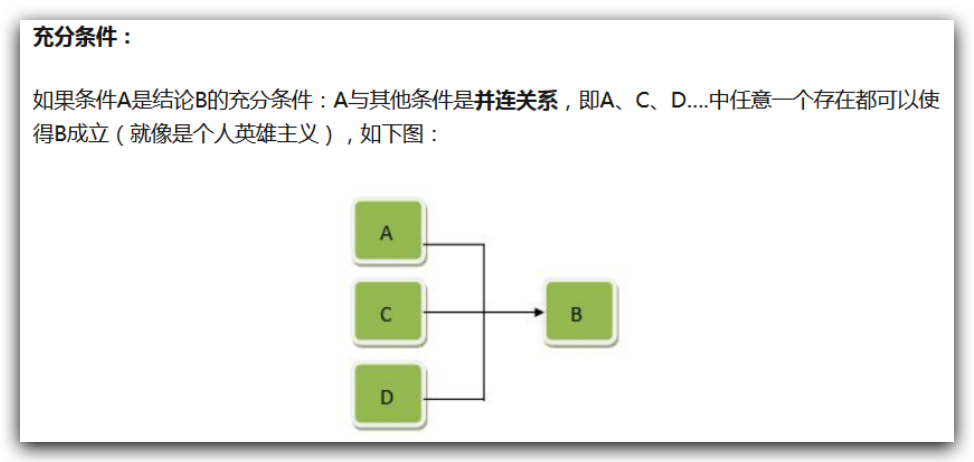 充分条件：
如果条件A是结论B的充分条件：A与其他条件是并连关系，即A、C、D....中任意一个存在都可以使
得B成立（就像是个人英雄主义），如下图：
A
C
B
D